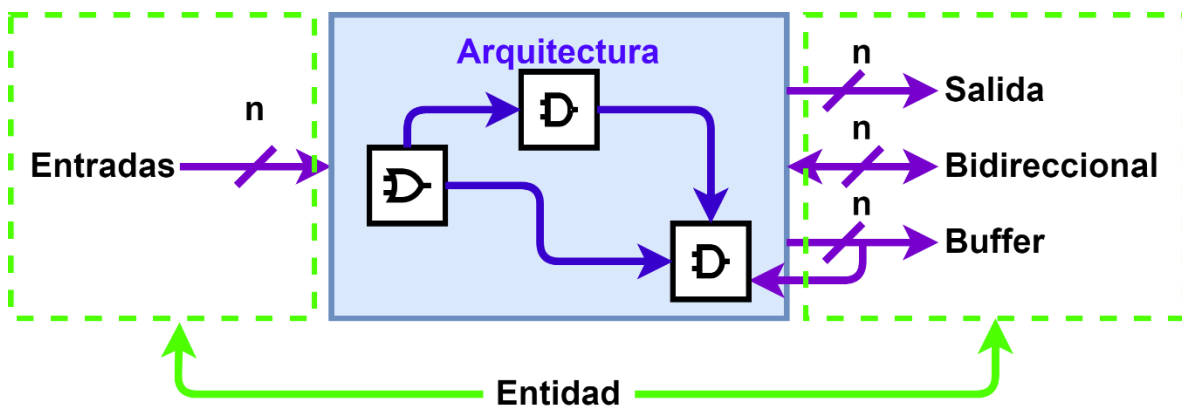 Arquitectura
n
Salida
n
Entradas
n
Bidireccional
n
Buffer
Entidad